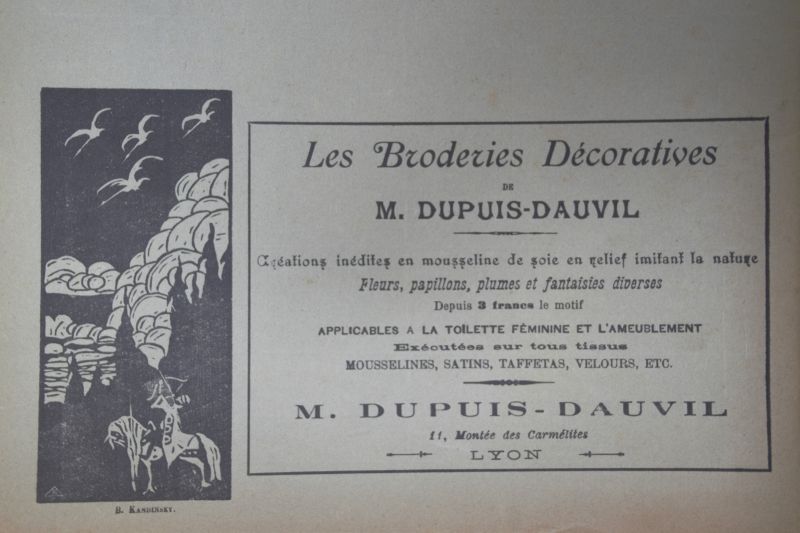 Les Broderies Décoratives
DE
M. DUPUIS-DAUVIL
Créations inédites en mousseline de soie en relief imitant la nature
Fleurs, papillons, plumes et fantaisies diverses
Depuis 3 francs le motif
APPLICABLES A LA TOILETTE FÉMININE ET L'AMEUBLEMENT
Exécutées sur tous tissus
MOUSSELINES, SATINS, TAFFETAS, VELOURS, ETC.
M. DUPUIS-DAUVIL
11, Montée des Carmélites
LYON
B. KANDINSKY.